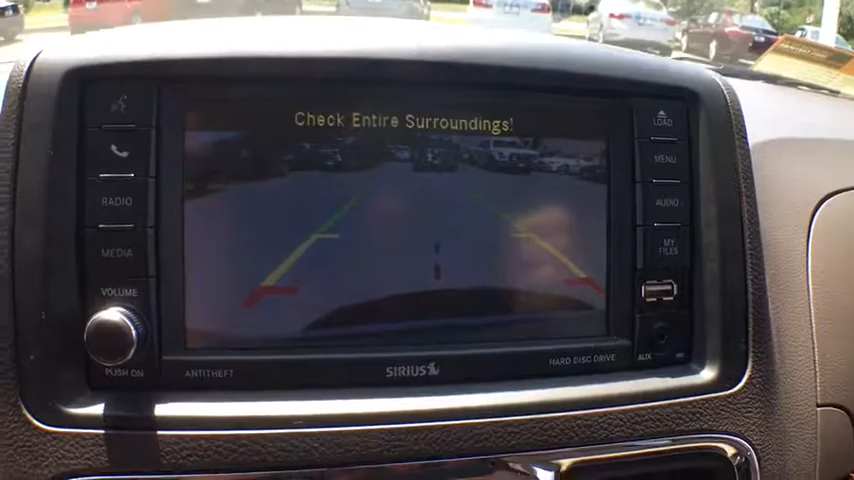 Check Entire Surroundings!
RADIO
MEDIA
VOLUME
PUSH ON
ANTITHEFT
SIRIUS
HARD DISC DRIVE
LOAD
MENU
AUDIO
MY
FILES
AUX